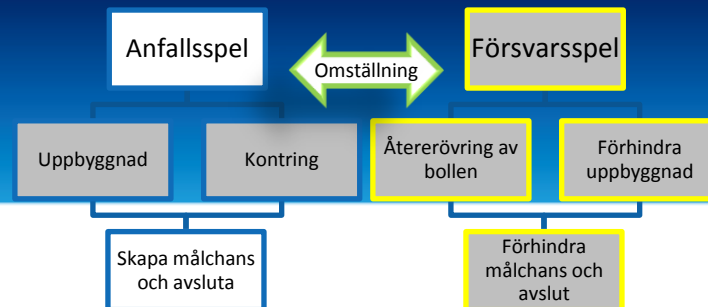 Anfallsspel
Omställning
Försvarsspel
Uppbyggnad
Kontring
Återerövring av
bollen
Förhindra
uppbyggnad
Skapa målchans
och avsluta
Förhindra
målchans och
avslut